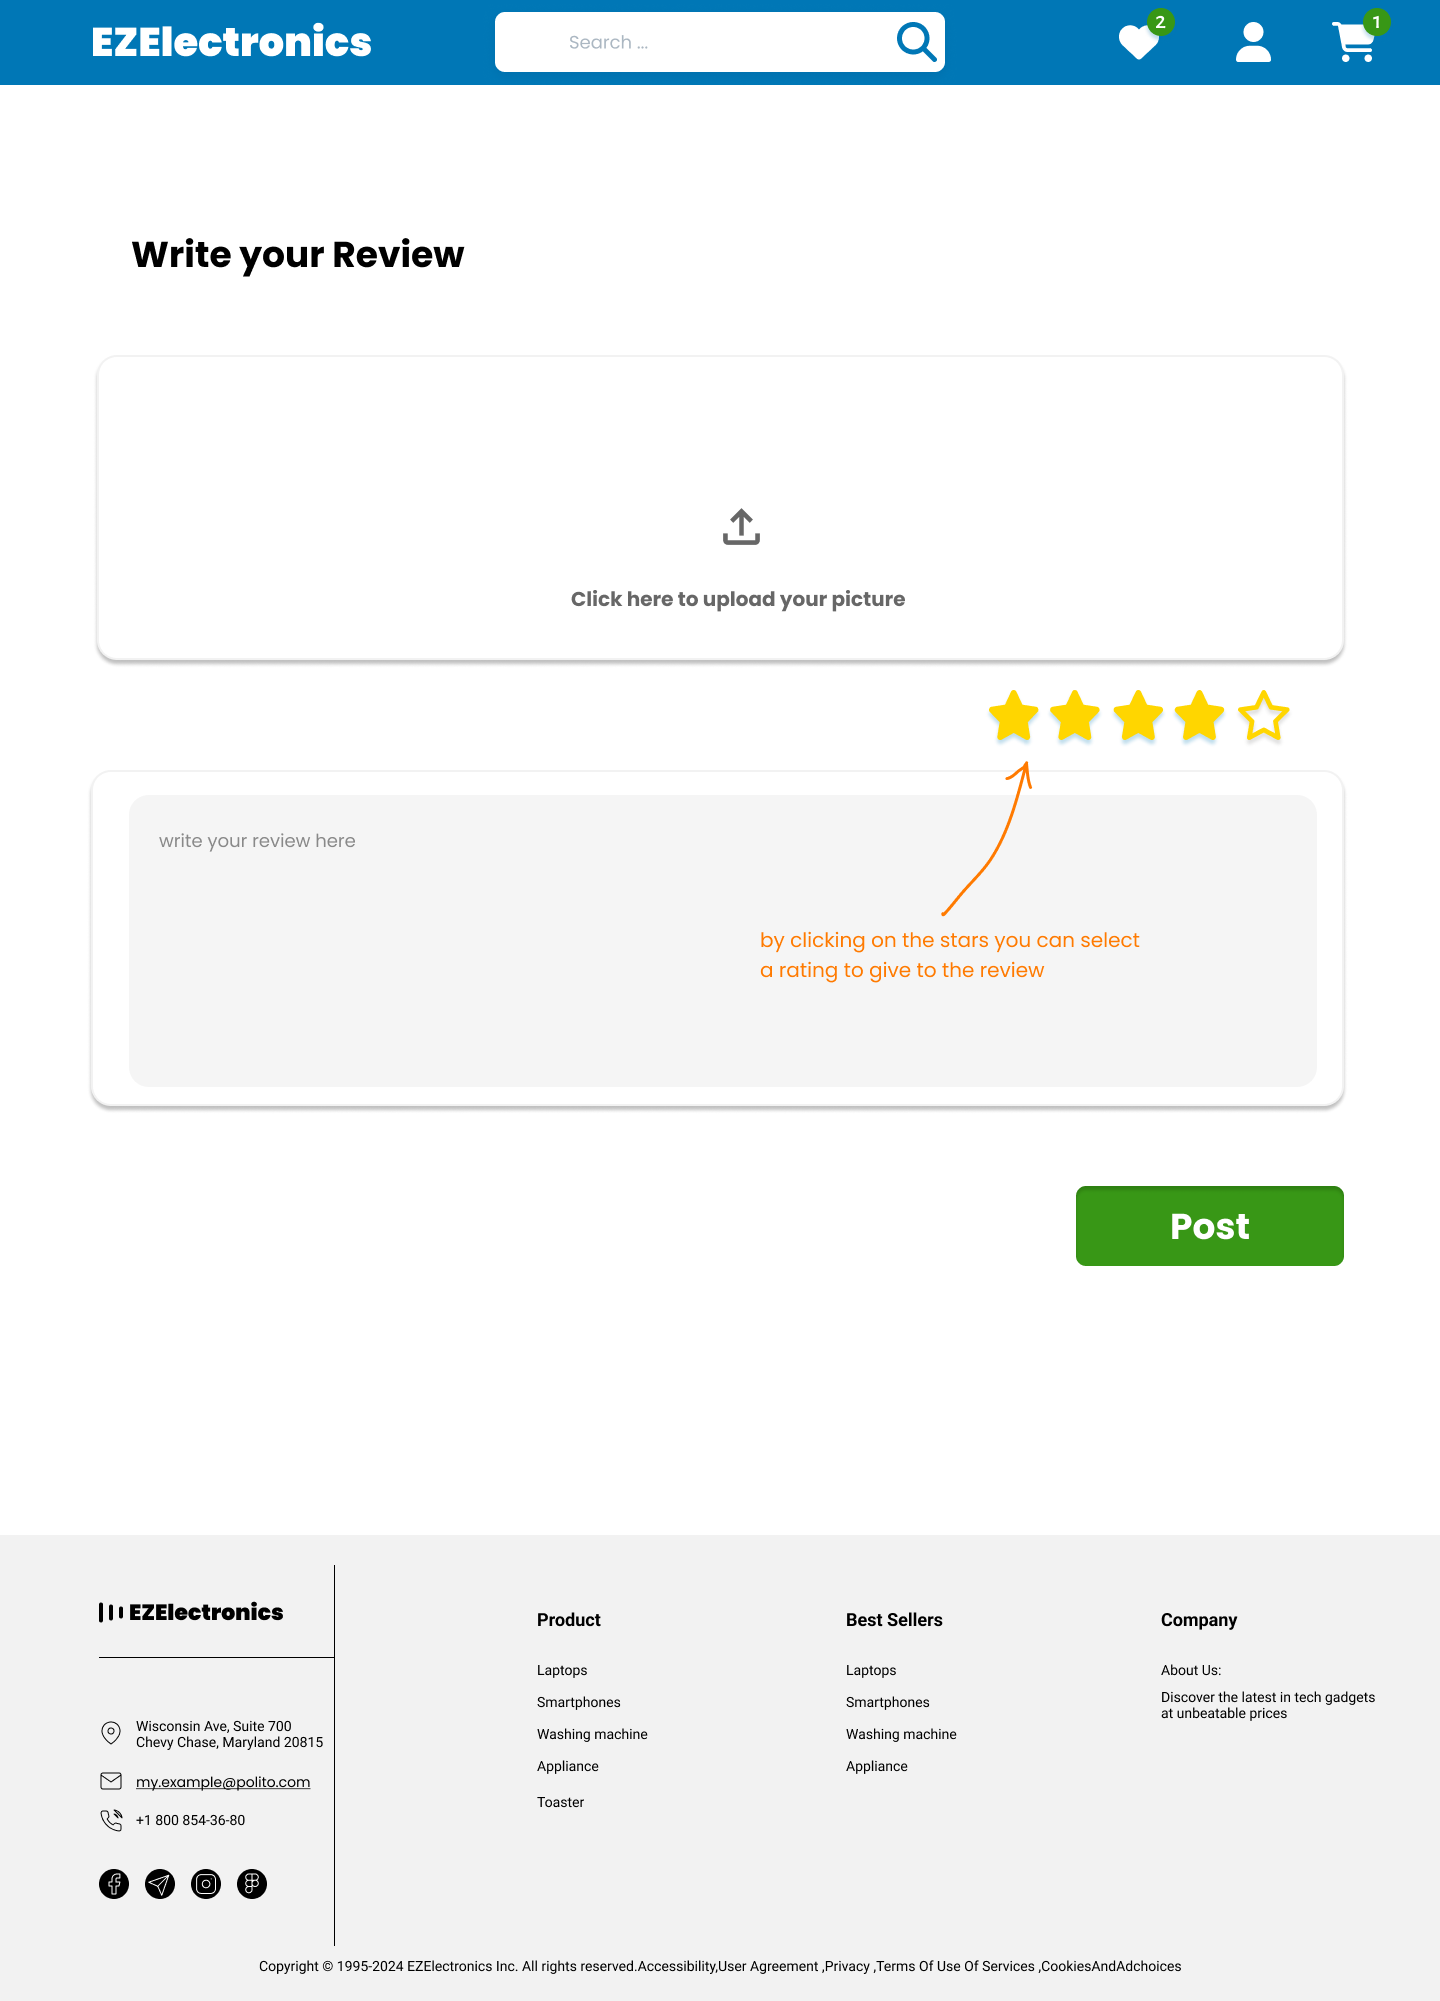 EZElectronics
Search ...
2
1
Write your Review
Click here to upload your picture
write your review here
by clicking on the stars you can select
a rating to give to the review
Post
EZElectronics
Wisconsin Ave, Suite 700
Chevy Chase, Maryland 20815
my.example@polito.com
+1 800 854-36-80
Product
Laptops
Smartphones
Washing machine
Appliance
Toaster
Best Sellers
Laptops
Smartphones
Washing machine
Appliance
Company
About Us:
Discover the latest in tech gadgets
at unbeatable prices
Copyright © 1995-2024 EZElectronics Inc. All rights reserved.Accessibility,User Agreement ,Privacy ,Terms Of Use Of Services ,CookiesAndAdchoices